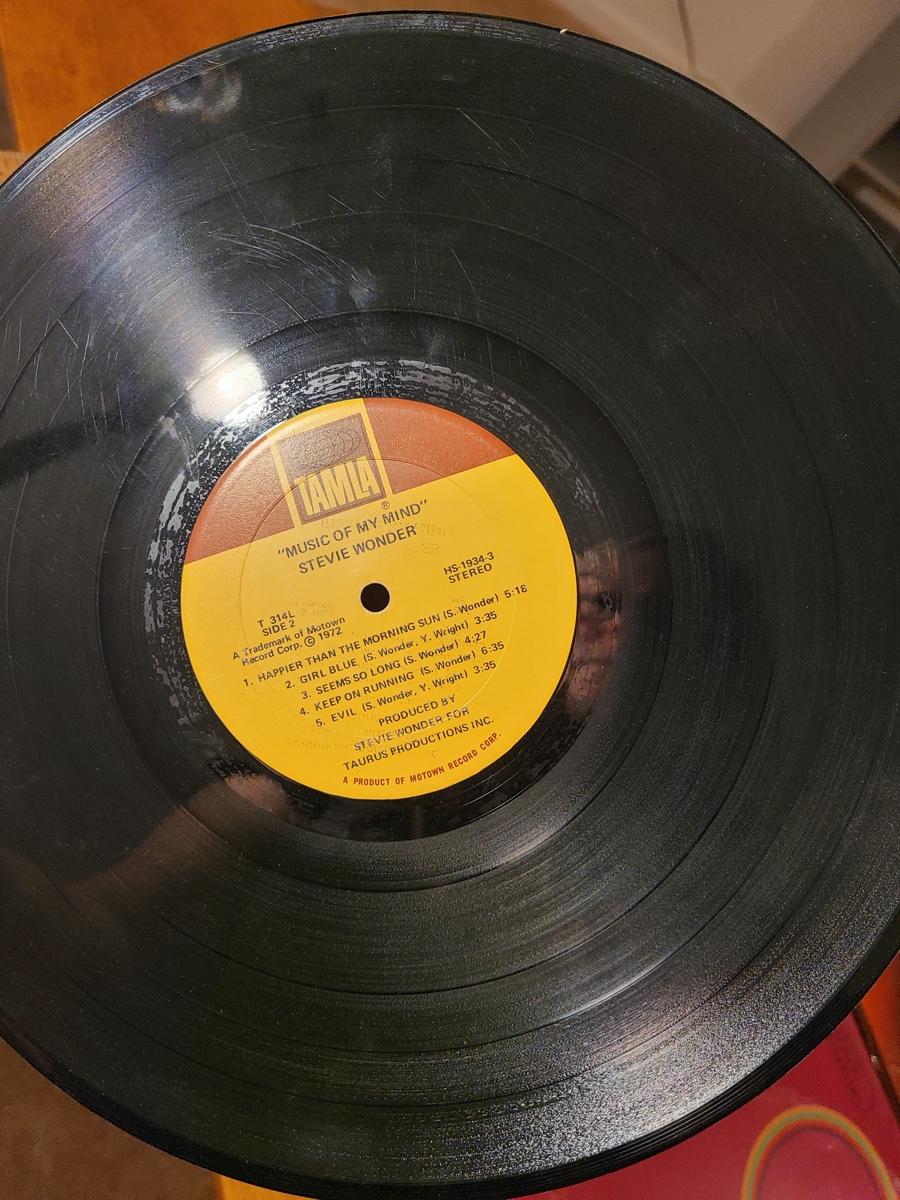 TAMLA
®
"MUSIC OF MY MIND"
STEVIE WONDER
HS-1934-3
STEREO
T 314L
SIDE 2
A Trademark of Motown
Record Corp. ℗ 1972
1. HAPPIER THAN THE MORNING SUN (S. Wonder) 5:18
2. GIRL BLUE (S. Wonder, Y. Wright) 3:35
3. SEEMS SO LONG (S. Wonder) 4:27
4. KEEP ON RUNNING (S. Wonder) 6:35
5. EVIL (S. Wonder, Y. Wright) 3:35
PRODUCED BY
STEVIE WONDER FOR
TAURUS PRODUCTIONS INC.
A PRODUCT OF MOTOWN RECORD CORP.